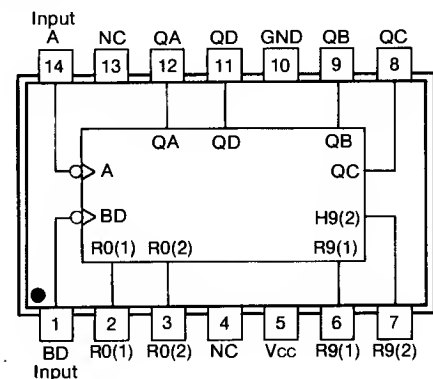 Input
A NC QA QD GND QB QC
14 13 12 11 10 9 8
QA QD QB
A QC
BD H9(2)
R0(1) R0(2) R9(1)
1 2 3 4 5 6 7
BD R0(1) R0(2) NC Vcc R9(1) R9(2)
Input